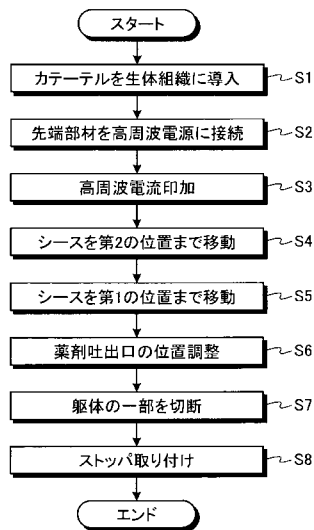 スタート
カテーテルを生体組織に導入 S1
先端部材を高周波電源に接続 S2
高周波電流印加 S3
シースを第2の位置まで移動 S4
シースを第1の位置まで移動 S5
薬剤吐出口の位置調整 S6
躯体の一部を切断 S7
ストッパ取り付け S8
エンド